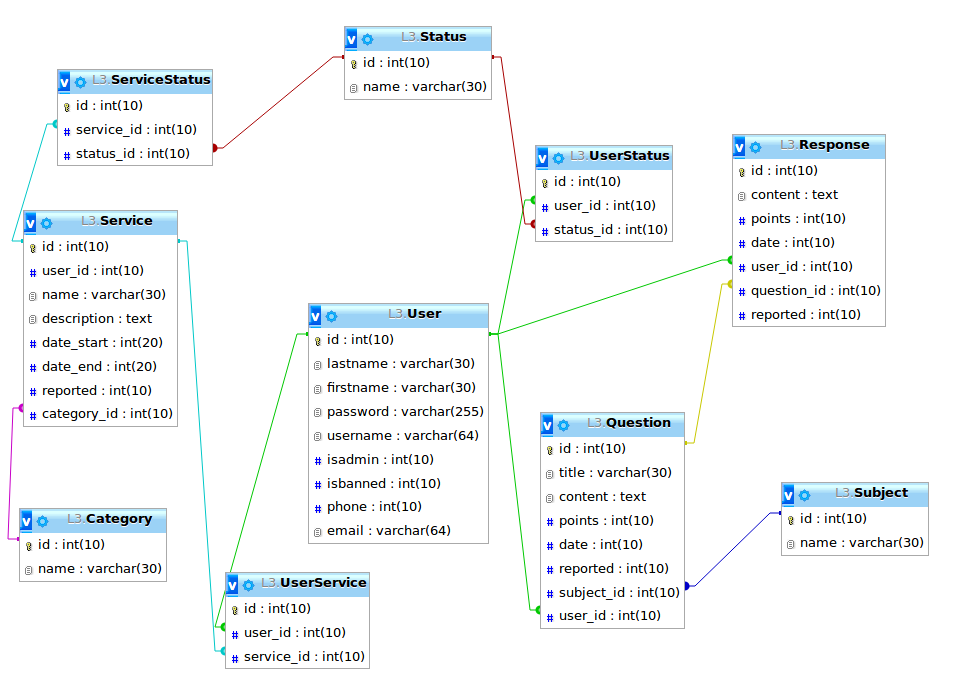 L3.Status
id : int(10)
name : varchar(30)
L3.ServiceStatus
id : int(10)
service_id : int(10)
status_id : int(10)
L3.UserStatus
id : int(10)
user_id : int(10)
status_id : int(10)
L3.Response
id : int(10)
content : text
points : int(10)
date : int(10)
user_id : int(10)
question_id : int(10)
reported : int(10)
L3.Service
id : int(10)
user_id : int(10)
name : varchar(30)
description : text
date_start : int(20)
date_end : int(20)
reported : int(10)
category_id : int(10)
L3.User
id : int(10)
lastname : varchar(30)
firstname : varchar(30)
password : varchar(255)
username : varchar(64)
isadmin : int(10)
isbanned : int(10)
phone : int(10)
email : varchar(64)
L3.Question
id : int(10)
title : varchar(30)
content : text
points : int(10)
date : int(10)
reported : int(10)
subject_id : int(10)
user_id : int(10)
L3.Subject
id : int(10)
name : varchar(30)
L3.Category
id : int(10)
name : varchar(30)
L3.UserService
id : int(10)
user_id : int(10)
service_id : int(10)